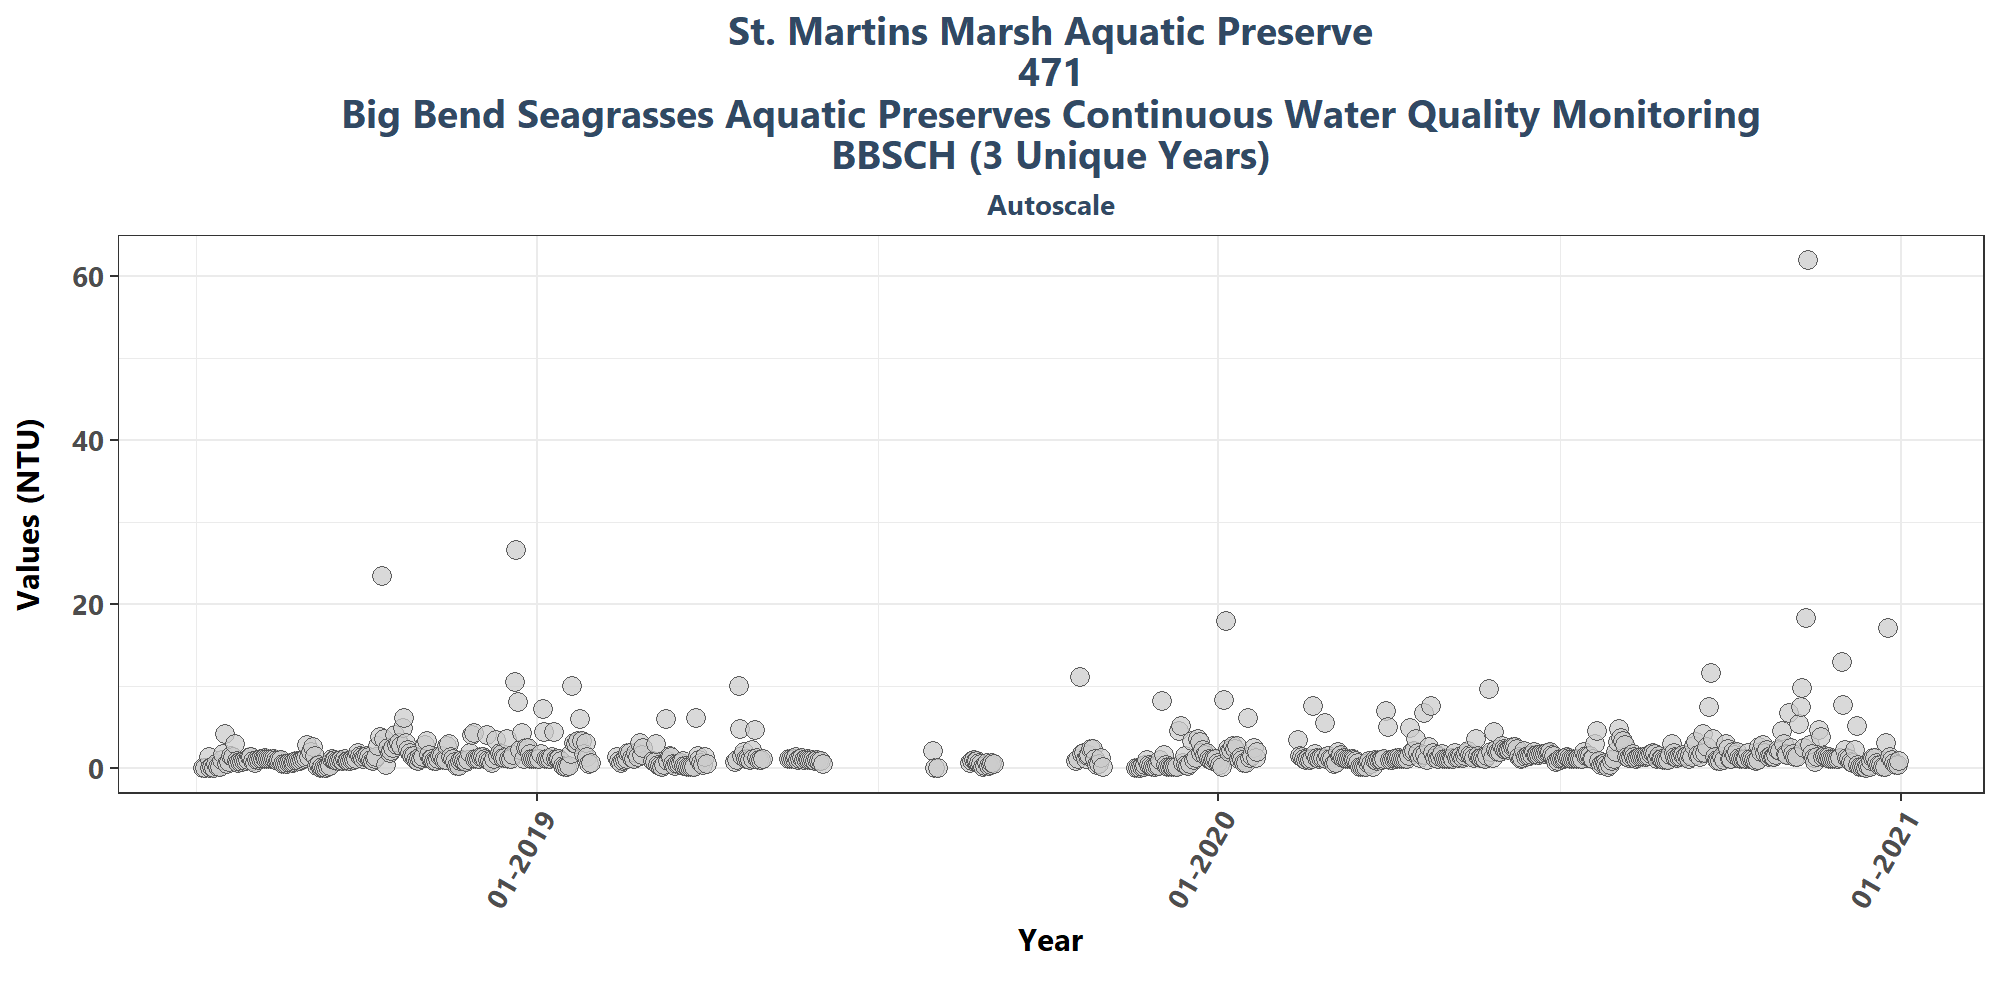 St. Martins Marsh Aquatic Preserve
471
Big Bend Seagrasses Aquatic Preserves Continuous Water Quality Monitoring
BBSCH (3 Unique Years)
Autoscale
Values (NTU)
60
40
20
0
01-2019
01-2020
01-2021
Year